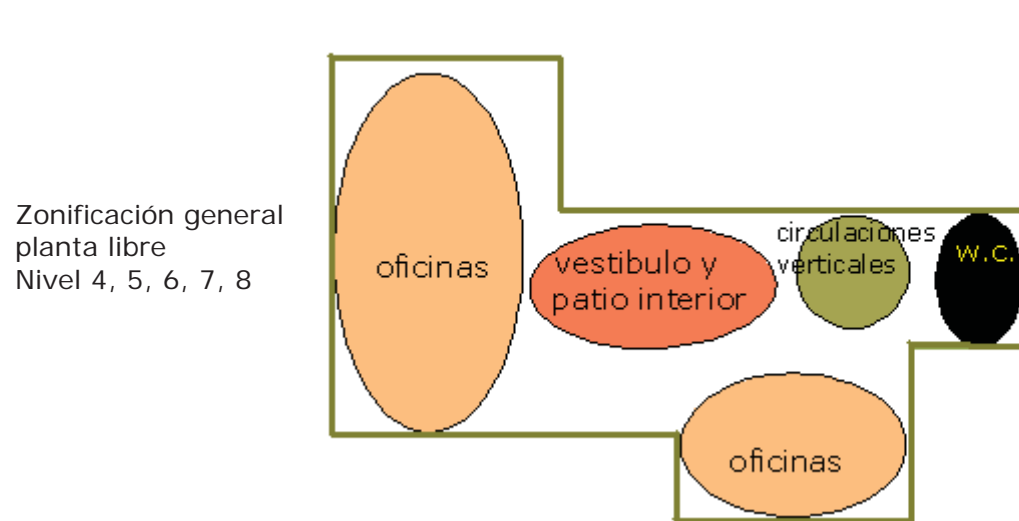 Zonificación general
planta libre
Nivel 4, 5, 6, 7, 8
oficinas
vestibulo y
patio interior
circulaciones
verticales
w.c.
oficinas